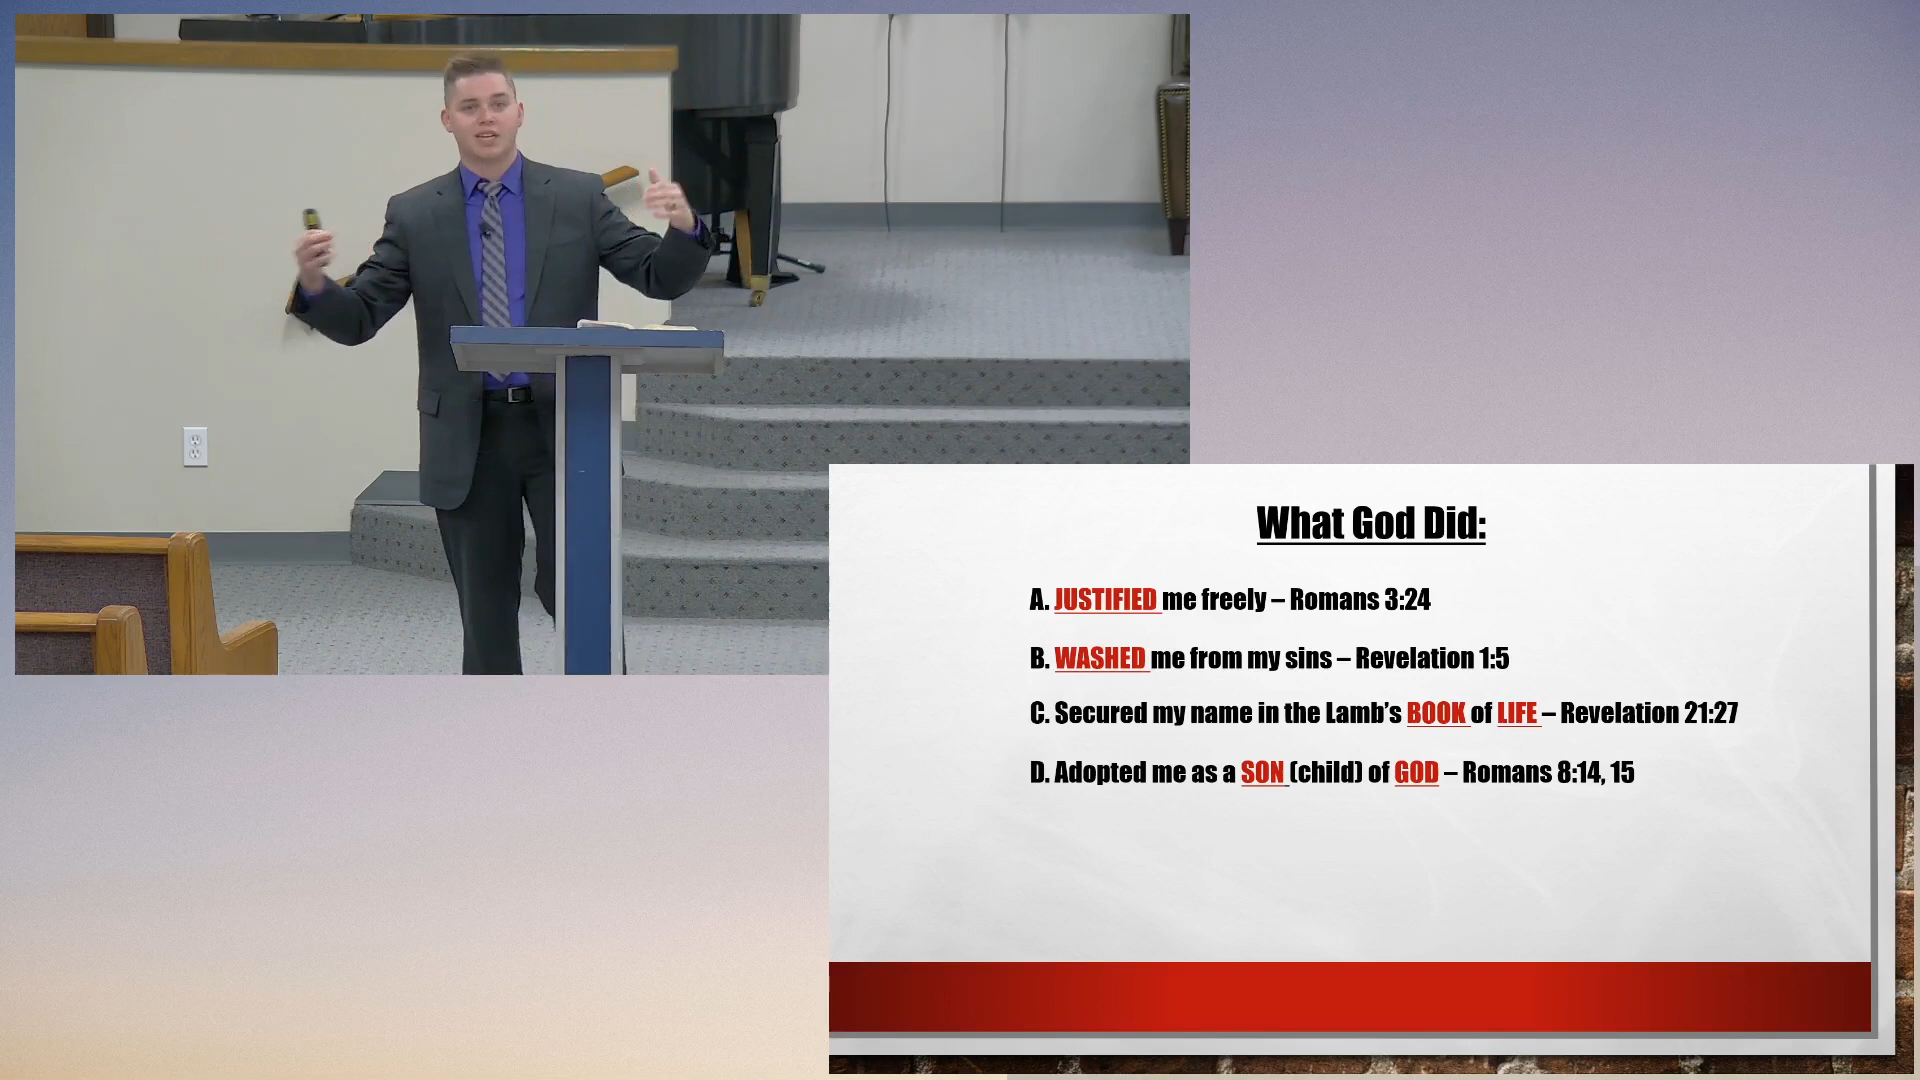 What God Did:
A. JUSTIFIED me freely – Romans 3:24
B. WASHED me from my sins – Revelation 1:5
C. Secured my name in the Lamb’s BOOK of LIFE – Revelation 21:27
D. Adopted me as a SON (child) of GOD – Romans 8:14, 15